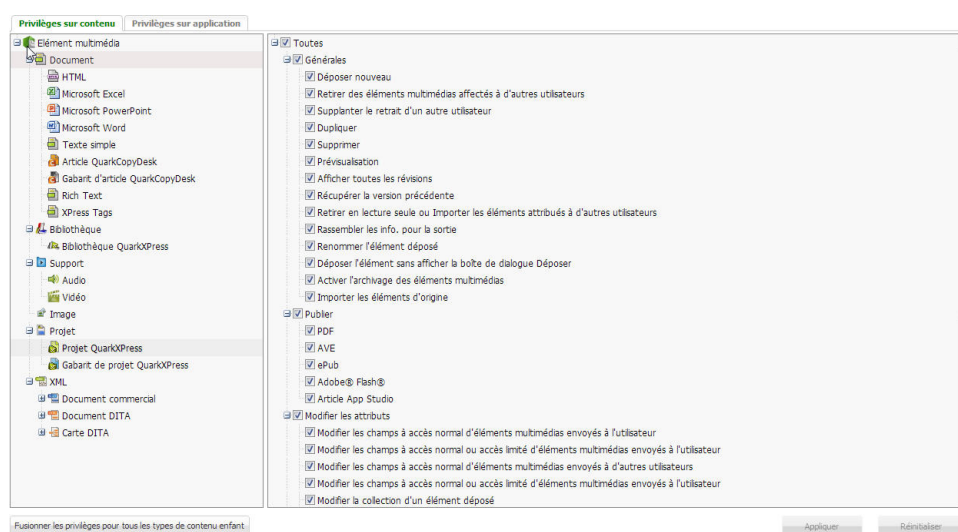 Privilèges sur contenu
Privilèges sur application
Elément multimédia
Document
HTML
Microsoft Excel
Microsoft PowerPoint
Microsoft Word
Texte simple
Article QuarkCopyDesk
Gabarit d'article QuarkCopyDesk
Rich Text
XPress Tags
Bibliothèque
Bibliothèque QuarkXPress
Support
Audio
Vidéo
Image
Projet
Projet QuarkXPress
Gabarit de projet QuarkXPress
XML
Document commercial
Document DITA
Carte DITA
Toutes
Générales
Déposer nouveau
Retirer des éléments multimédias affectés à d'autres utilisateurs
Supplanter le retrait d'un autre utilisateur
Dupliquer
Supprimer
Prévisualisation
Afficher toutes les révisions
Récupérer la version précédente
Retirer en lecture seule ou Importer les éléments attribués à d'autres utilisateurs
Rassembler les info. pour la sortie
Renommer l'élément déposé
Déposer l'élément sans afficher la boîte de dialogue Déposer
Activer l'archivage des éléments multimédias
Importer les éléments d'origine
Publier
PDF
AVE
ePub
Adobe® Flash®
Article App Studio
Modifier les attributs
Modifier les champs à accès normal d'éléments multimédias envoyés à l'utilisateur
Modifier les champs à accès normal ou accès limité d'éléments multimédias envoyés à l'utilisateur
Modifier les champs à accès normal d'éléments multimédias envoyés à d'autres utilisateurs
Modifier les champs à accès normal ou accès limité d'éléments multimédias envoyés à l'utilisateur
Modifier la collection d'un élément déposé
Fusionner les privilèges pour tous les types de contenu enfant
Appliquer
Réinitialiser